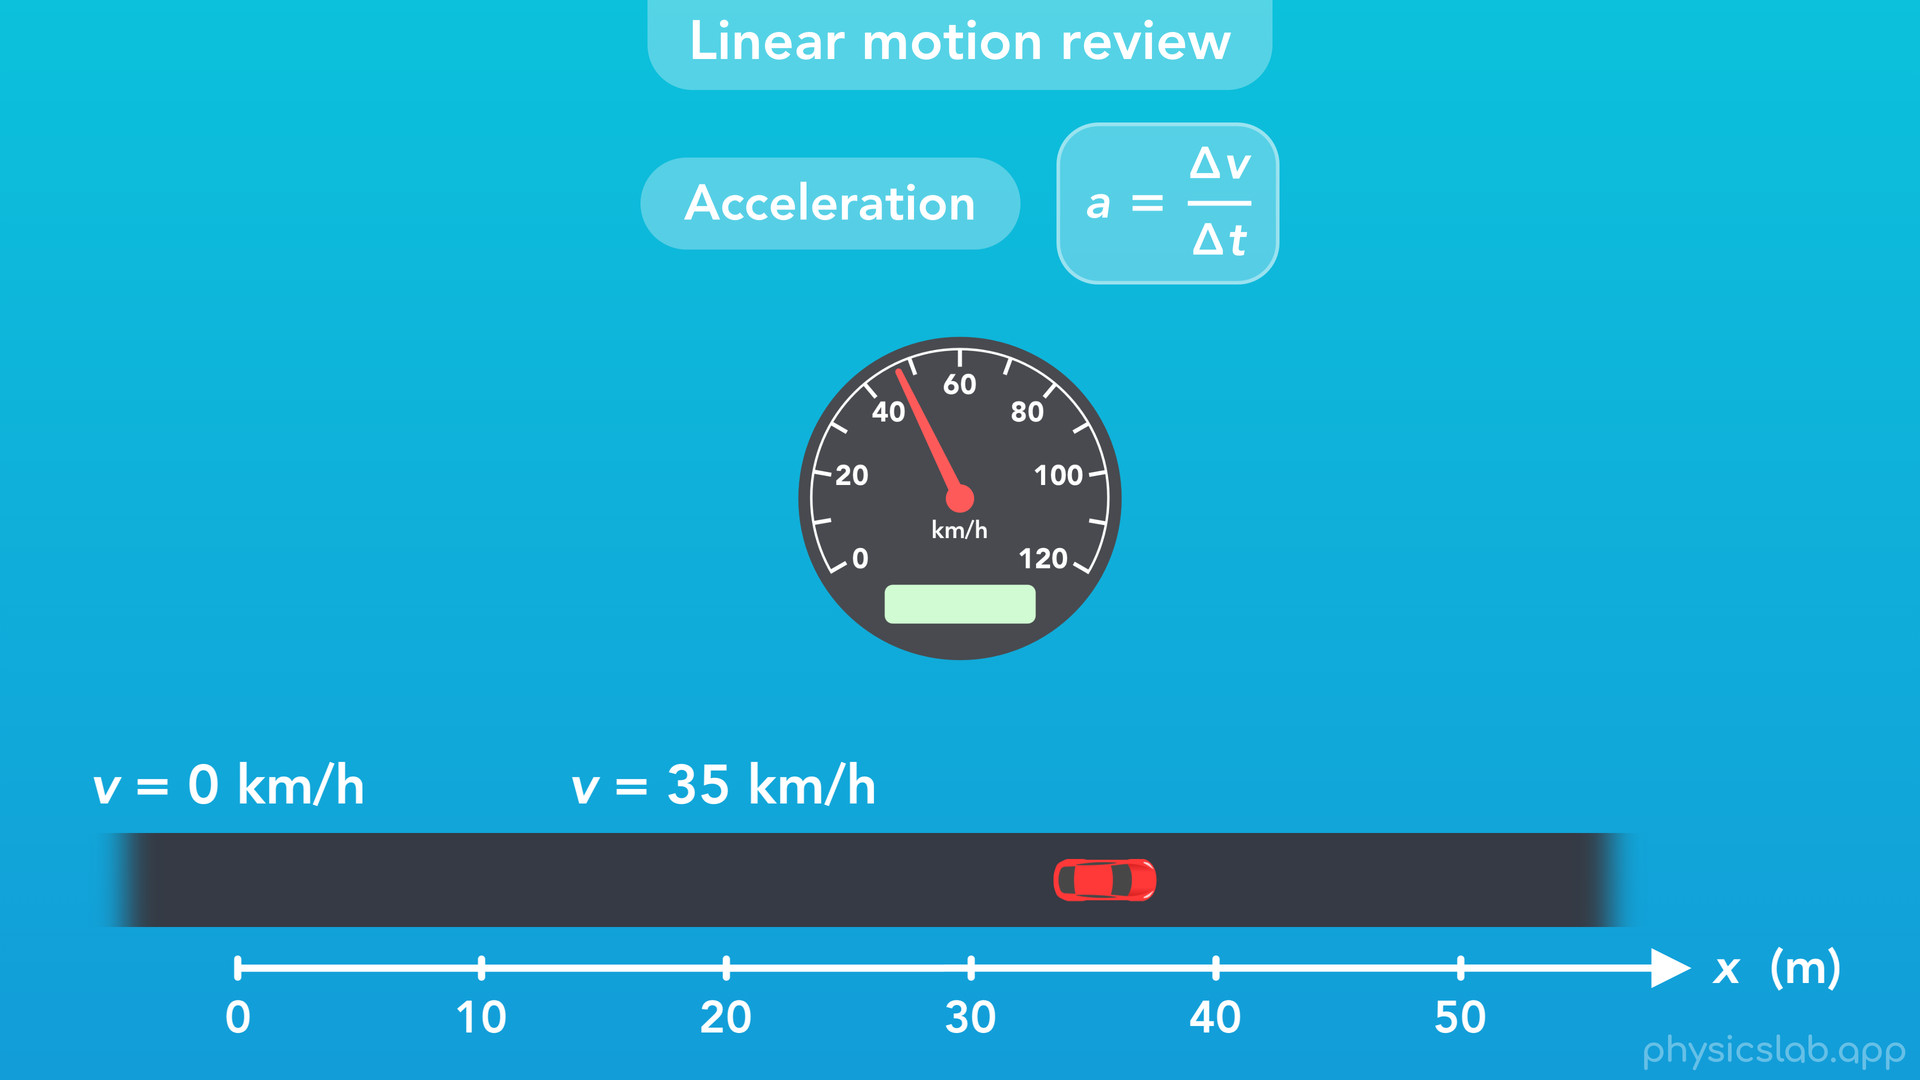 Linear motion review
Acceleration
a = Δv / Δt
60
40 80
20 100
km/h
0 120
v = 0 km/h v = 35 km/h
x (m)
0 10 20 30 40 50
physicslab.app